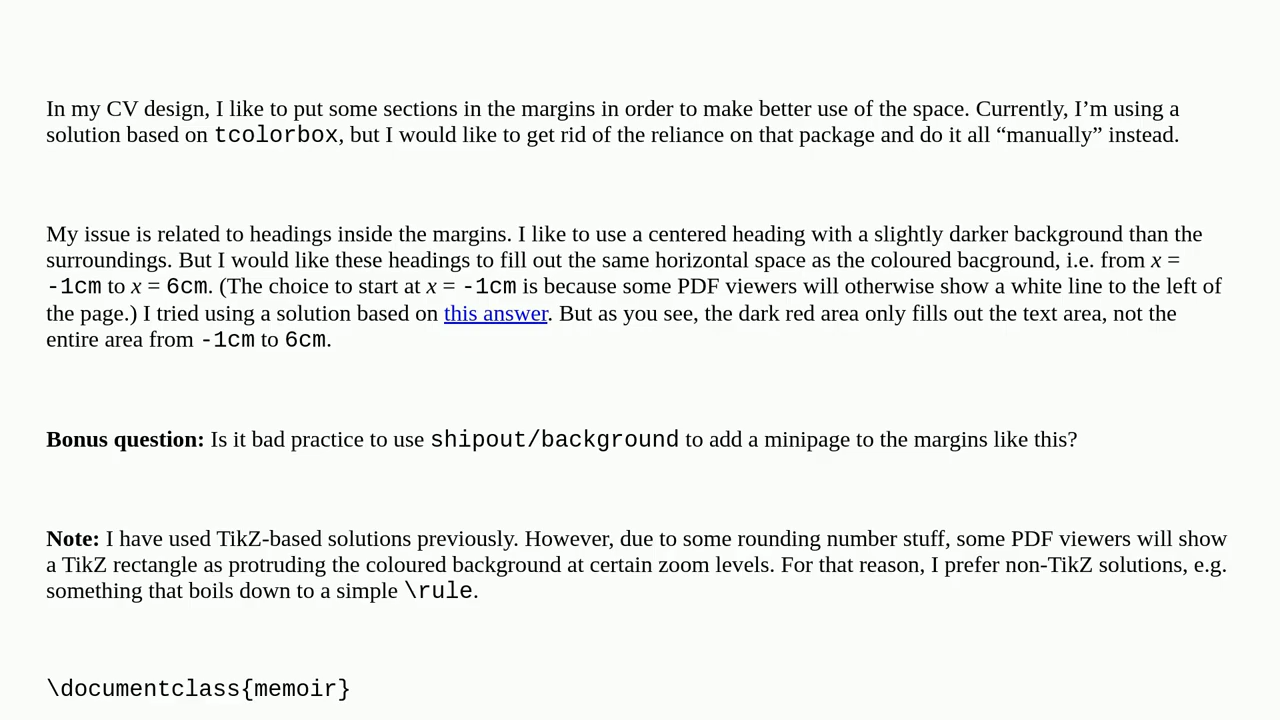 In my CV design, I like to put some sections in the margins in order to make better use of the space. Currently, I’m using a
solution based on tcolorbox, but I would like to get rid of the reliance on that package and do it all “manually” instead.
My issue is related to headings inside the margins. I like to use a centered heading with a slightly darker background than the
surroundings. But I would like these headings to fill out the same horizontal space as the coloured bacground, i.e. from x =
-1cm to x = 6cm. (The choice to start at x = -1cm is because some PDF viewers will otherwise show a white line to the left of
the page.) I tried using a solution based on this answer. But as you see, the dark red area only fills out the text area, not the
entire area from -1cm to 6cm.
Bonus question: Is it bad practice to use shipout/background to add a minipage to the margins like this?
Note: I have used TikZ-based solutions previously. However, due to some rounding number stuff, some PDF viewers will show
a TikZ rectangle as protruding the coloured background at certain zoom levels. For that reason, I prefer non-TikZ solutions, e.g.
something that boils down to a simple \rule.
\documentclass{memoir}